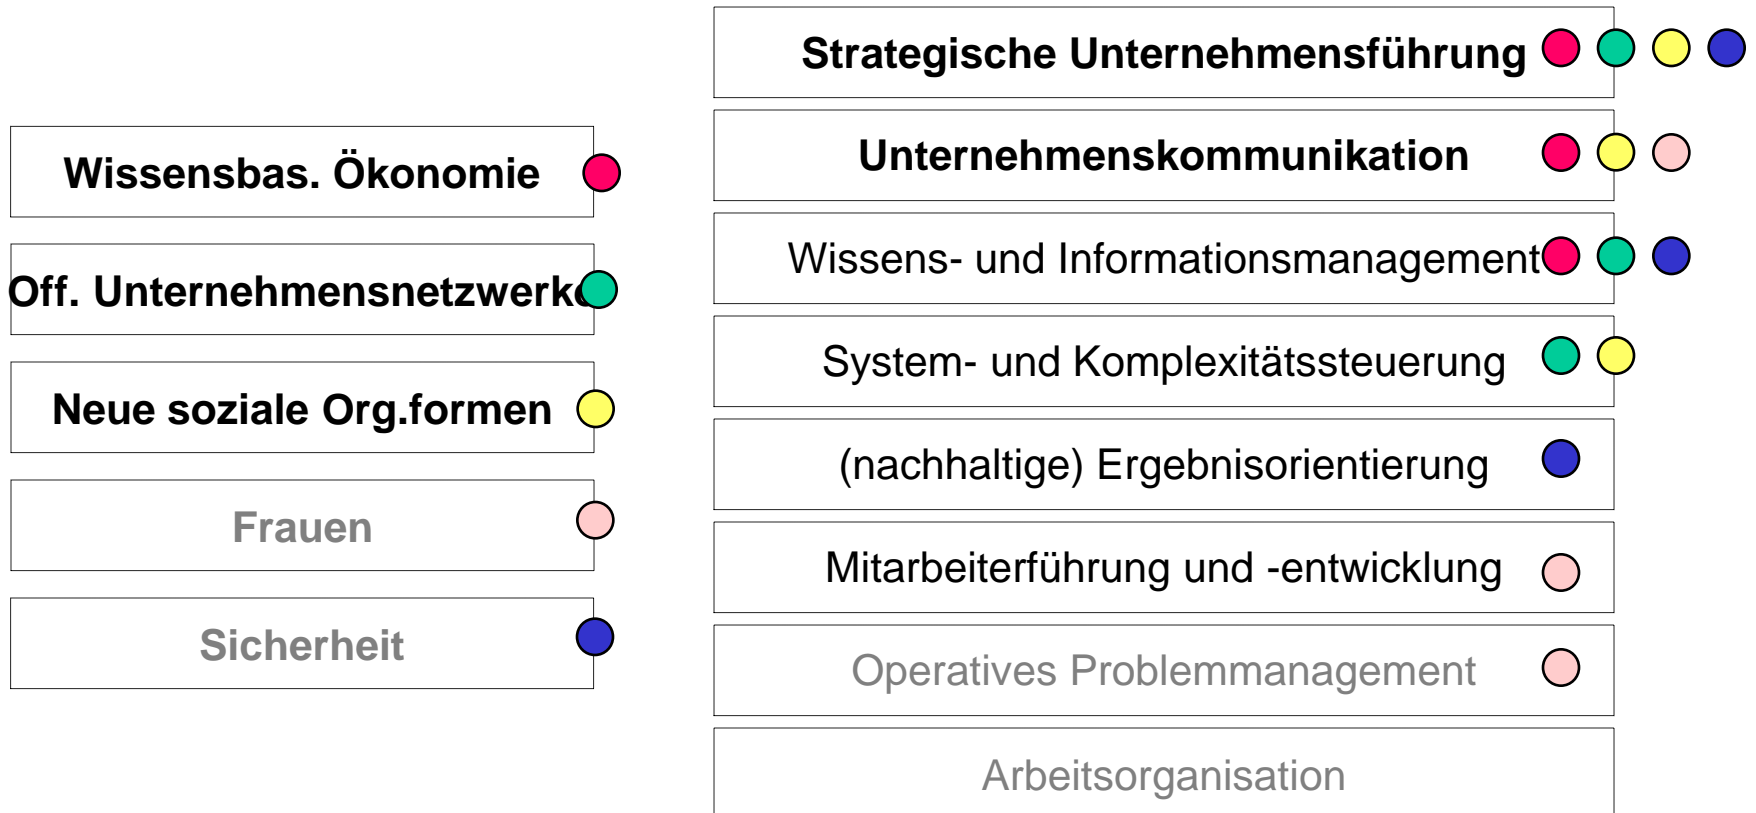 Wissensbas. Ökonomie
Off. Unternehmensnetzwerke
Neue soziale Org.formen
Frauen
Sicherheit
Strategische Unternehmensführung
Unternehmenskommunikation
Wissens- und Informationsmanagement
System- und Komplexitätssteuerung
(nachhaltige) Ergebnisorientierung
Mitarbeiterführung und -entwicklung
Operatives Problemmanagement
Arbeitsorganisation